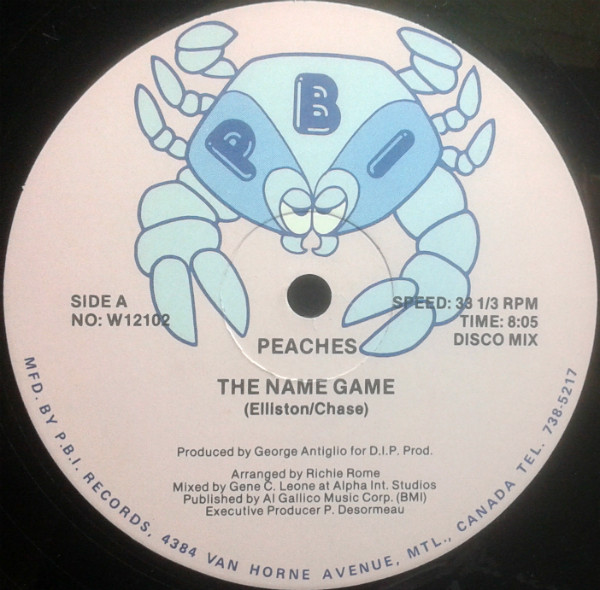 P B I
SIDE A
NO: W12102
SPEED: 33 1/3 RPM
TIME: 8:05
DISCO MIX
PEACHES
THE NAME GAME
(Elliston/Chase)
Produced by George Antiglio for D.I.P. Prod.
Arranged by Richie Rome
Mixed by Gene C. Leone at Alpha Int. Studios
Published by Al Gallico Music Corp. (BMI)
Executive Producer P. Desormeau
MFD. BY P.B.I. RECORDS, 4384 VAN HORNE AVENUE, MTL., CANADA TEL. 738-5217